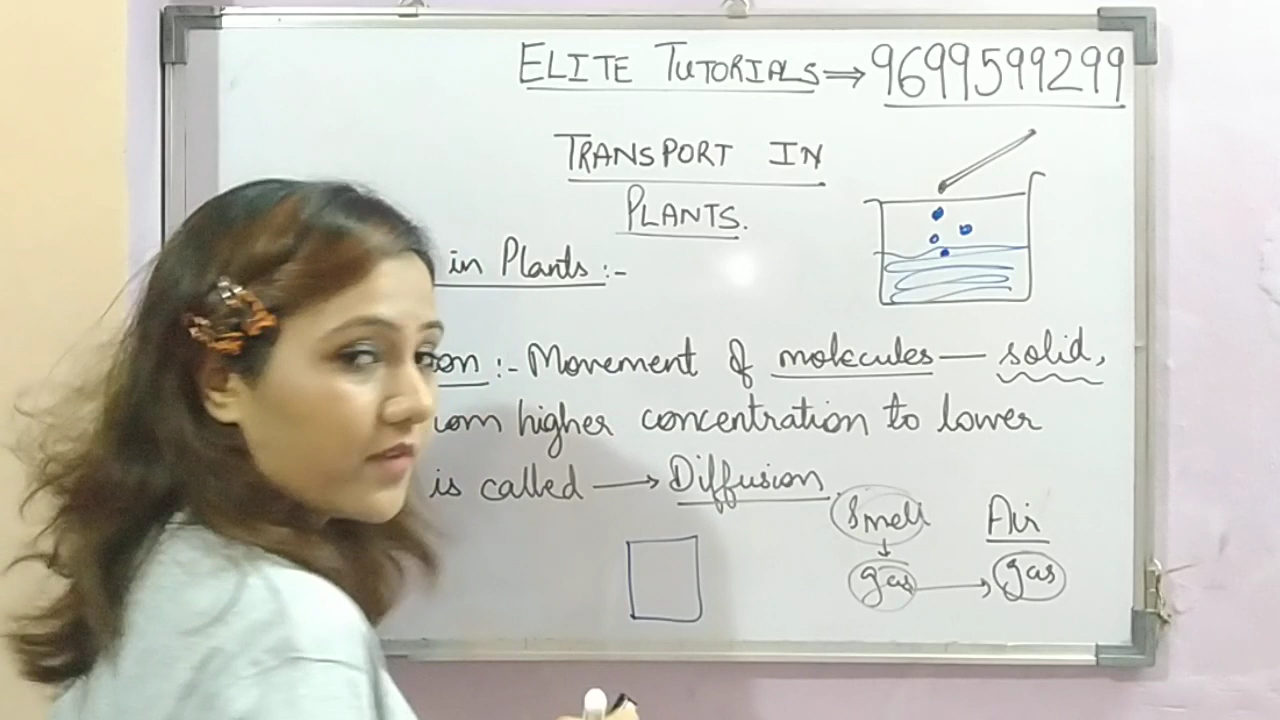 ELITE TUTORIALS ⇒ 9699599299
TRANSPORT IN
PLANTS.
in Plants :-
:- Movement of molecules — solid,
higher concentration to lower
is called → Diffusion.
Smell
Air
gas → gas